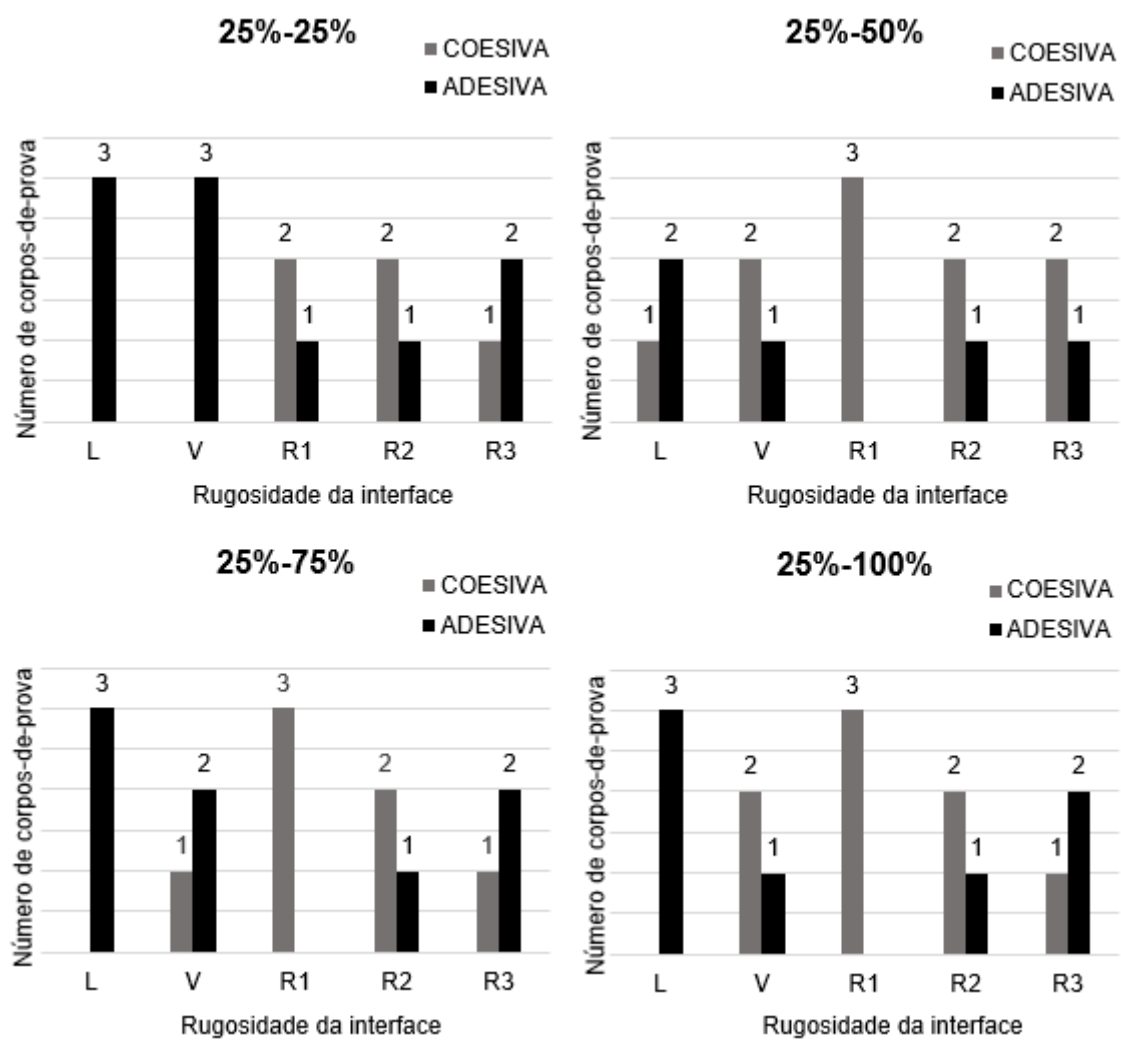 25%-25%
COESIVA
ADESIVA
Número de corpos-de-prova
3 3 2 1 2 1 1 2
L V R1 R2 R3
Rugosidade da interface
25%-50%
COESIVA
ADESIVA
Número de corpos-de-prova
1 2 2 1 3 2 1 2 1
L V R1 R2 R3
Rugosidade da interface
25%-75%
COESIVA
ADESIVA
Número de corpos-de-prova
3 1 2 3 2 1 1 2
L V R1 R2 R3
Rugosidade da interface
25%-100%
COESIVA
ADESIVA
Número de corpos-de-prova
3 2 1 3 2 1 1 2
L V R1 R2 R3
Rugosidade da interface